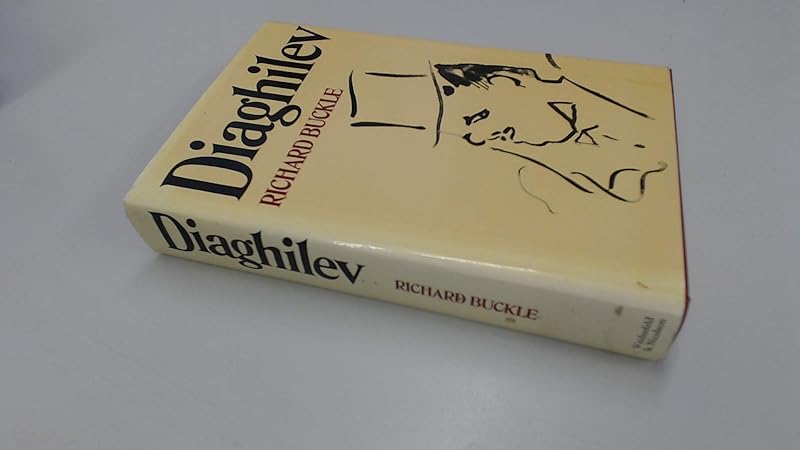 Diaghilev
RICHARD BUCKLE
Diaghilev
RICHARD BUCKLE
Weidenfeld
& Nicolson